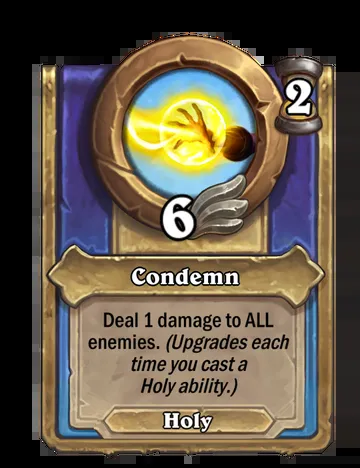 2
6
Condemn
Deal 1 damage to ALL
enemies. (Upgrades each
time you cast a
Holy ability.)
Holy